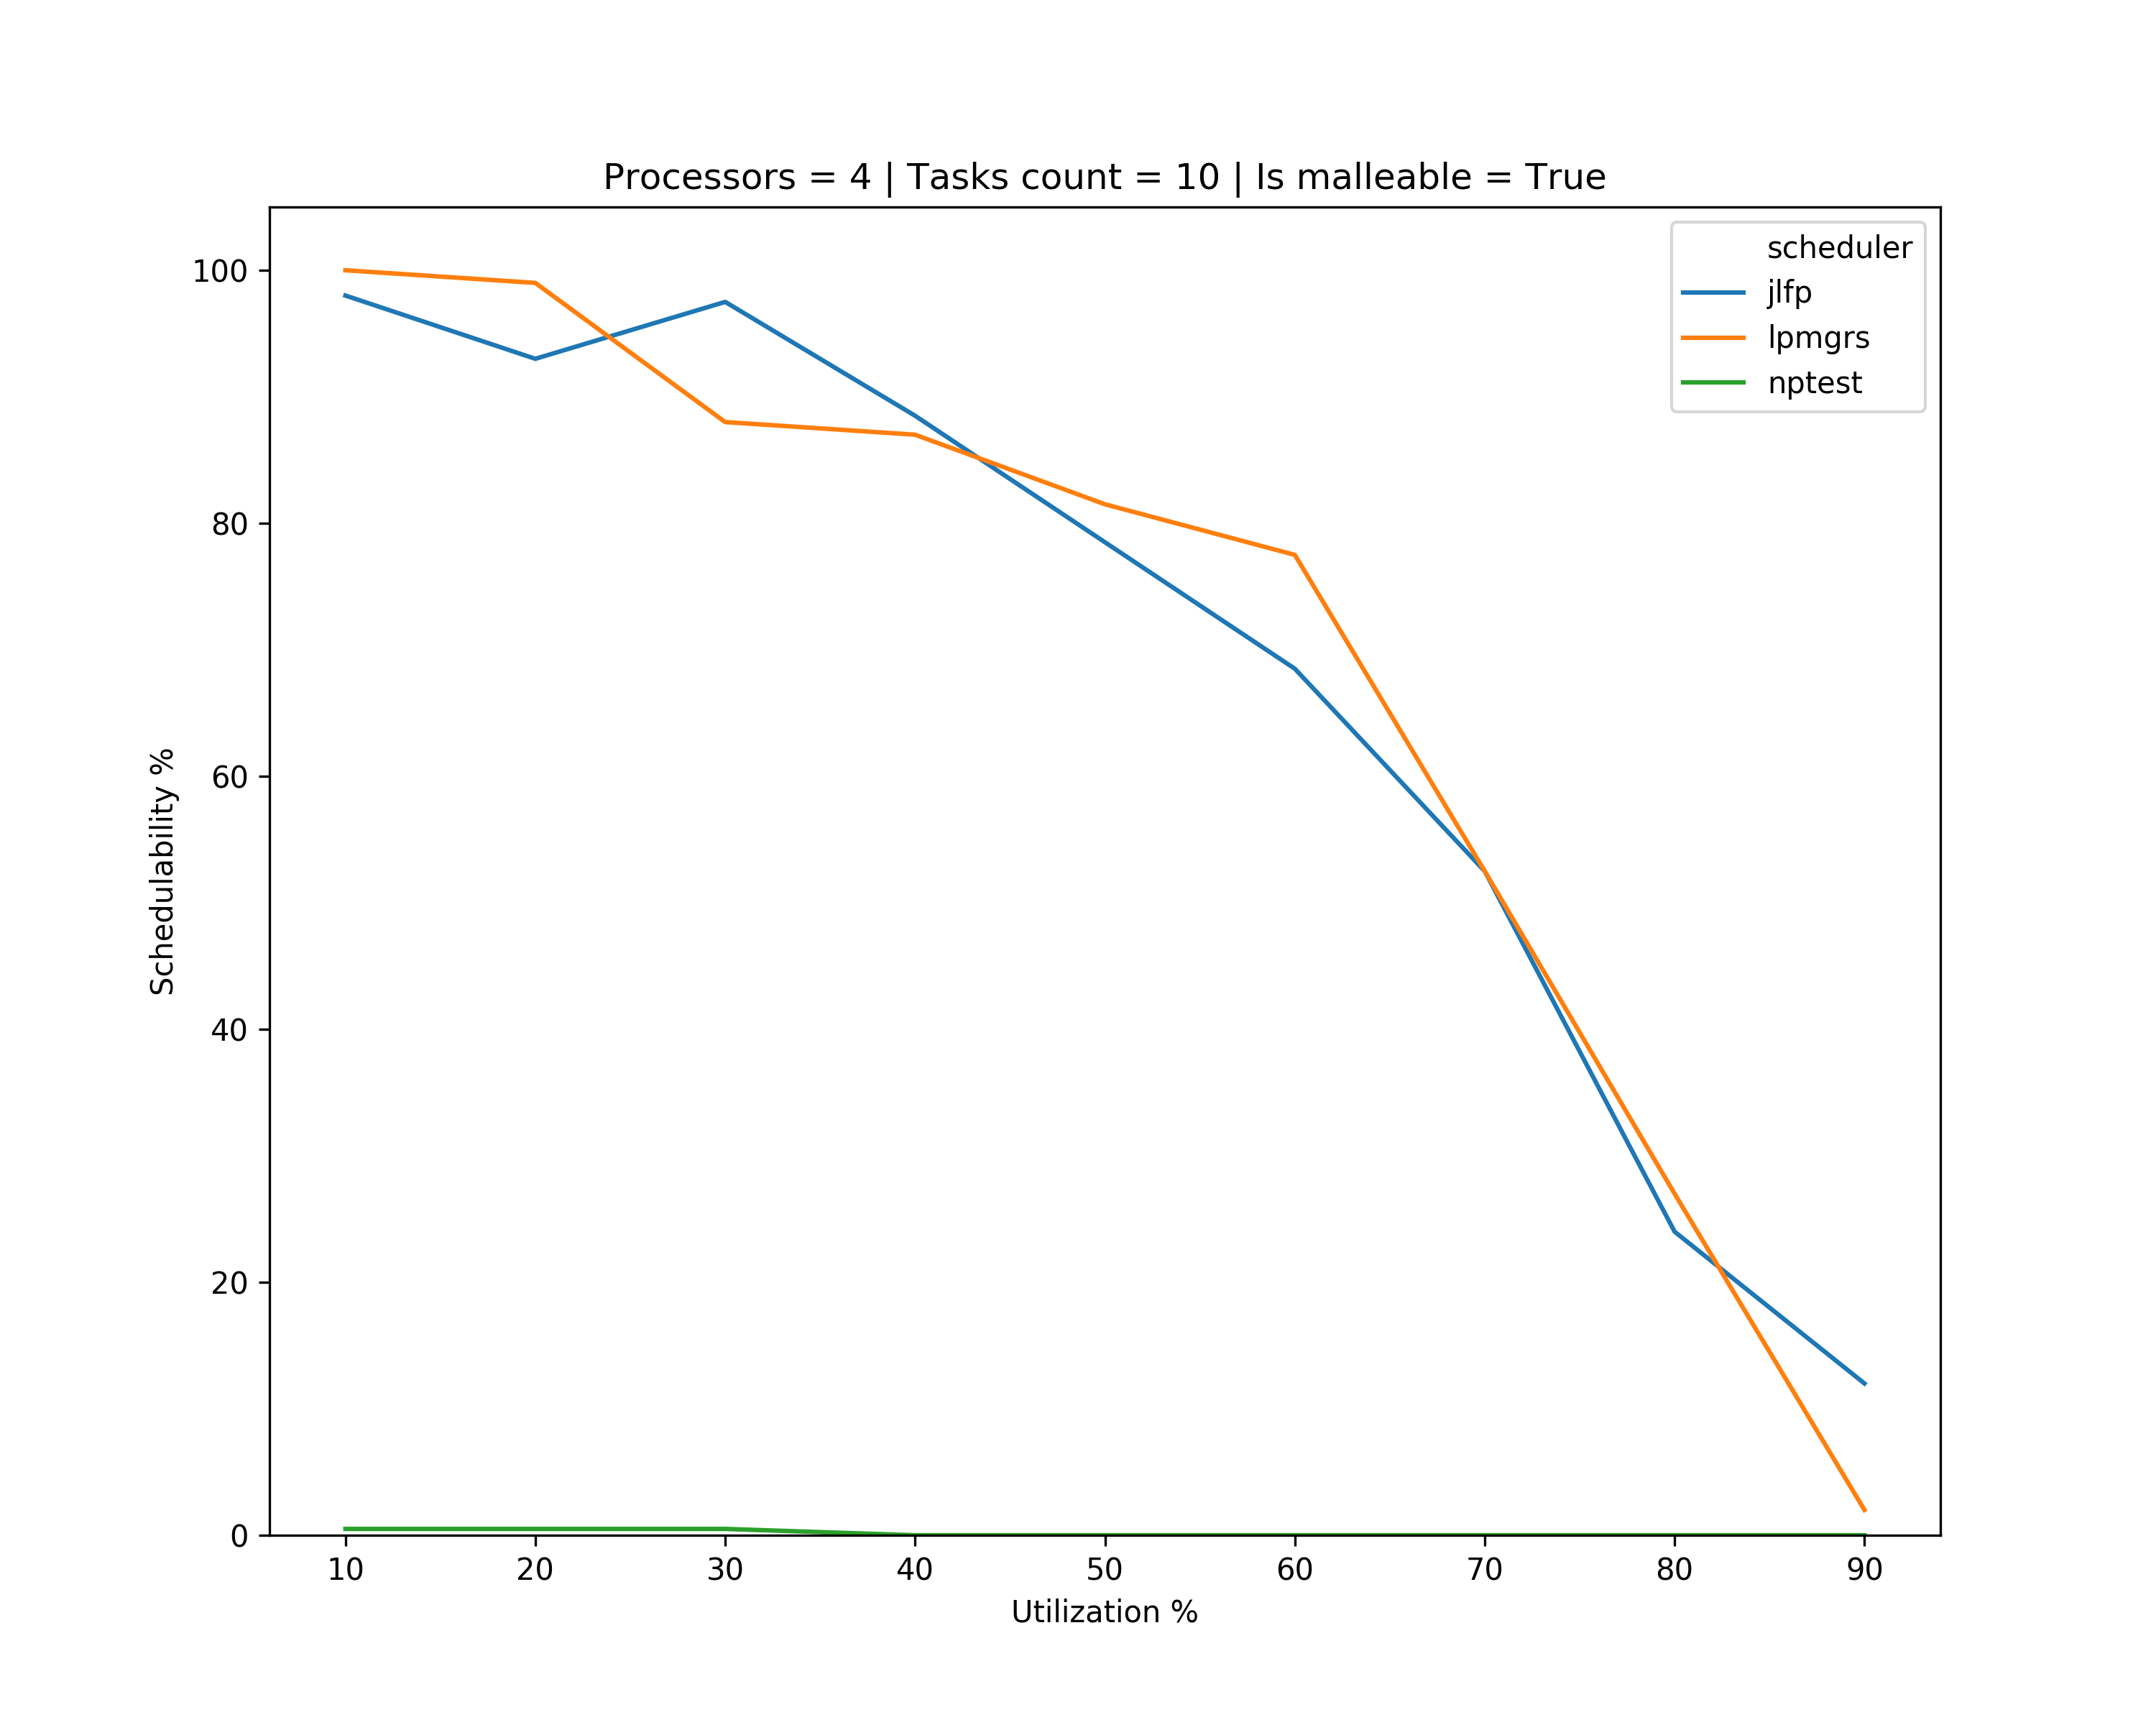 Processors = 4 | Tasks count = 10 | Is malleable = True
scheduler
jlfp
lpmgrs
nptest
Schedulability %
100
80
60
40
20
0
10 20 30 40 50 60 70 80 90
Utilization %